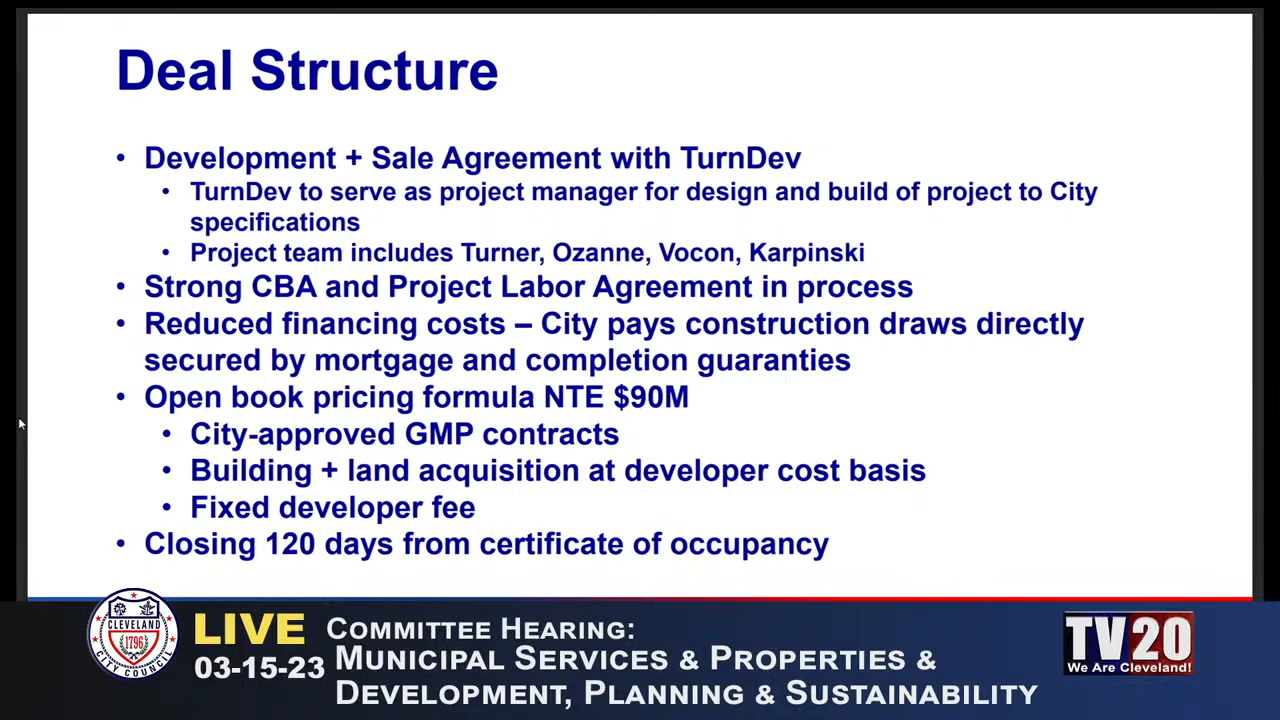 Deal Structure
• Development + Sale Agreement with TurnDev
• TurnDev to serve as project manager for design and build of project to City
specifications
• Project team includes Turner, Ozanne, Vocon, Karpinski
• Strong CBA and Project Labor Agreement in process
• Reduced financing costs – City pays construction draws directly
secured by mortgage and completion guaranties
• Open book pricing formula NTE $90M
• City-approved GMP contracts
• Building + land acquisition at developer cost basis
• Fixed developer fee
• Closing 120 days from certificate of occupancy
CLEVELAND
1796
CITY COUNCIL
LIVE
03-15-23
COMMITTEE HEARING:
MUNICIPAL SERVICES & PROPERTIES &
DEVELOPMENT, PLANNING & SUSTAINABILITY
TV20
We Are Cleveland!